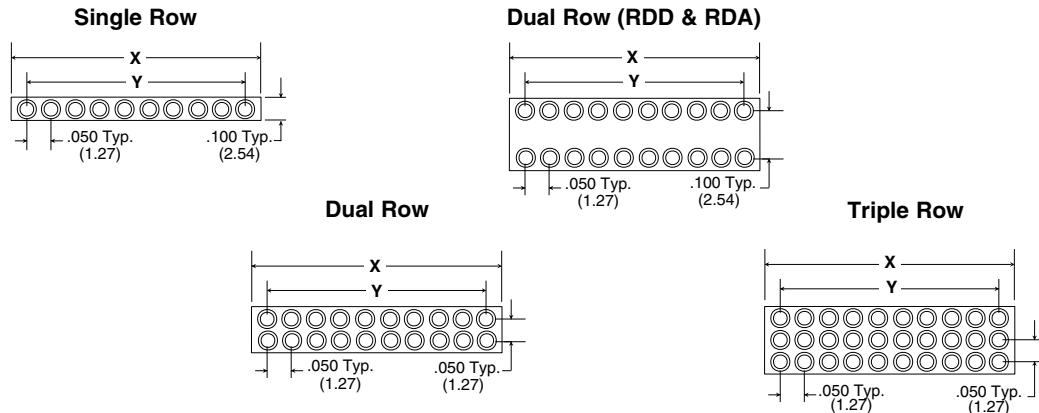 Single Row
X
Y
.050 Typ.
(1.27)
.100 Typ.
(2.54)
Dual Row (RDD & RDA)
X
Y
.050 Typ.
(1.27)
.100 Typ.
(2.54)
Dual Row
X
Y
.050 Typ.
(1.27)
.050 Typ.
(1.27)
Triple Row
X
Y
.050 Typ.
(1.27)
.050 Typ.
(1.27)